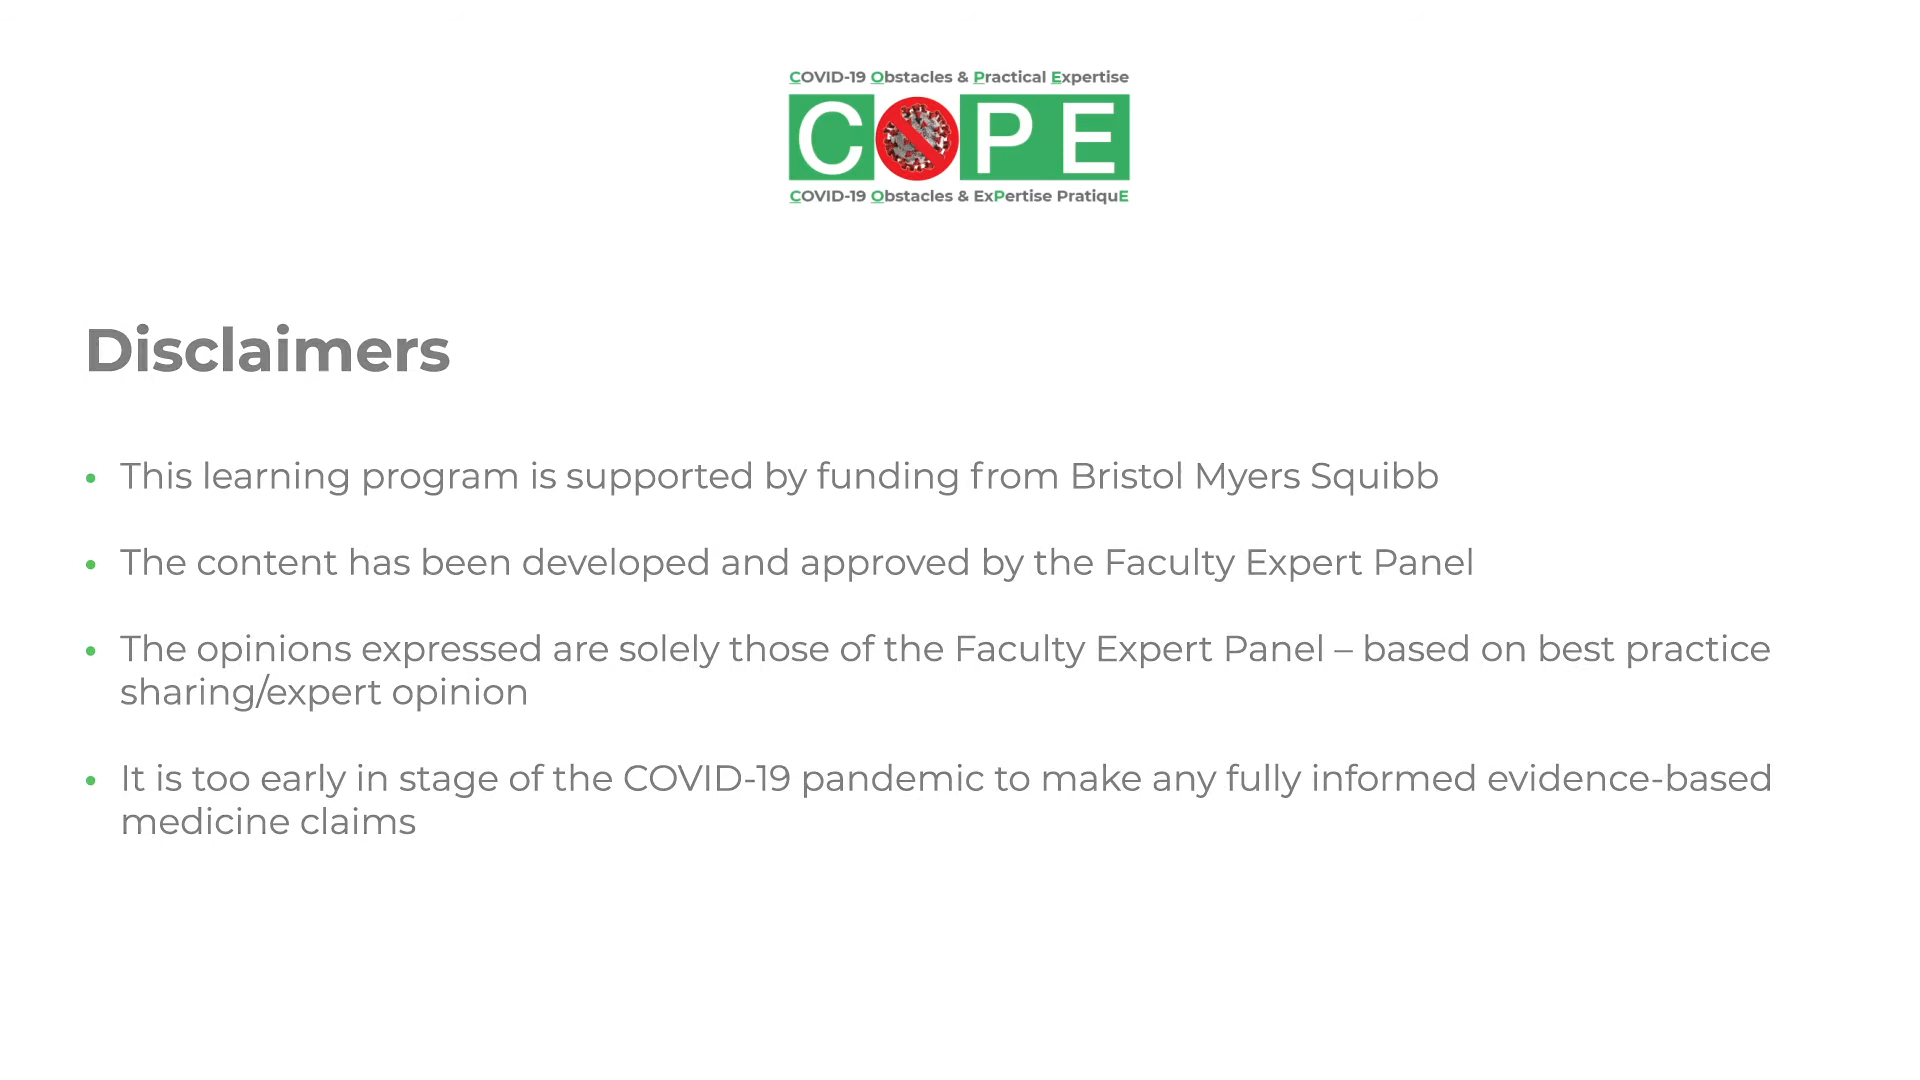 COVID-19 Obstacles & Practical Expertise
COPE
COVID-19 Obstacles & ExPertise PratiquE
Disclaimers
• This learning program is supported by funding from Bristol Myers Squibb
• The content has been developed and approved by the Faculty Expert Panel
• The opinions expressed are solely those of the Faculty Expert Panel – based on best practice
sharing/expert opinion
• It is too early in stage of the COVID-19 pandemic to make any fully informed evidence-based
medicine claims